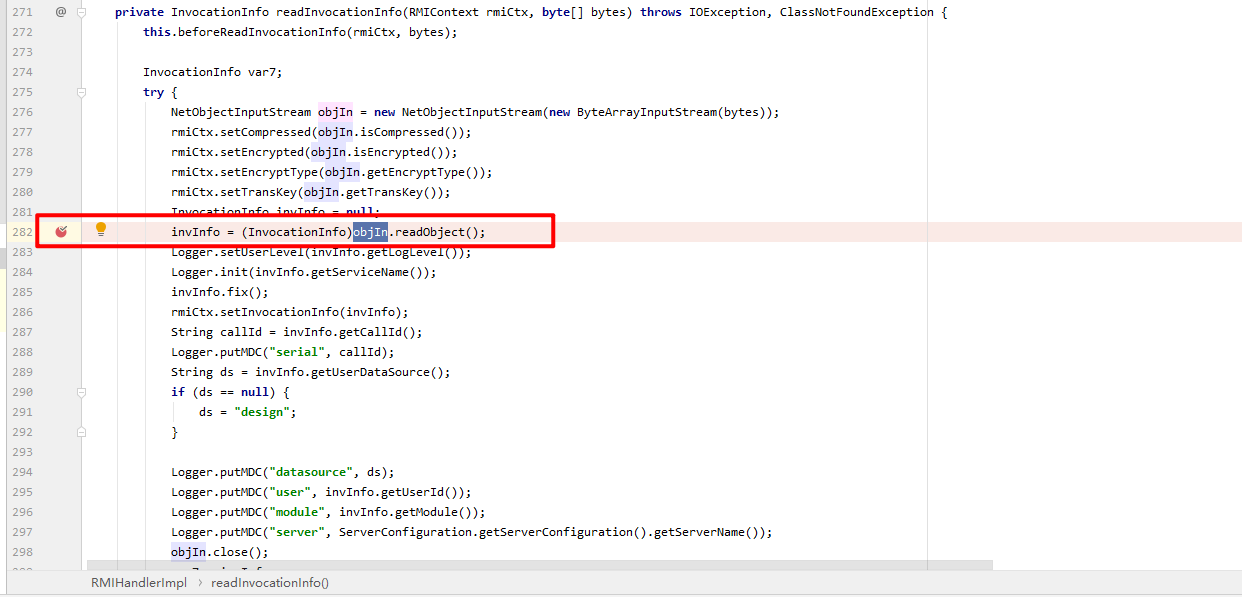 271 @ private InvocationInfo readInvocationInfo(RMIContext rmiCtx, byte[] bytes) throws IOException, ClassNotFoundException {
272 this.beforeReadInvocationInfo(rmiCtx, bytes);
273
274 InvocationInfo var7;
275 try {
276 NetObjectInputStream objIn = new NetObjectInputStream(new ByteArrayInputStream(bytes));
277 rmiCtx.setCompressed(objIn.isCompressed());
278 rmiCtx.setEncrypted(objIn.isEncrypted());
279 rmiCtx.setEncryptType(objIn.getEncryptType());
280 rmiCtx.setTransKey(objIn.getTransKey());
281 InvocationInfo invInfo = null;
282 invInfo = (InvocationInfo)objIn.readObject();
283 Logger.setUserLevel(invInfo.getLogLevel());
284 Logger.init(invInfo.getServiceName());
285 invInfo.fix();
286 rmiCtx.setInvocationInfo(invInfo);
287 String callId = invInfo.getCallId();
288 Logger.putMDC("serial", callId);
289 String ds = invInfo.getUserDataSource();
290 if (ds == null) {
291 ds = "design";
292 }
293
294 Logger.putMDC("datasource", ds);
295 Logger.putMDC("user", invInfo.getUserId());
296 Logger.putMDC("module", invInfo.getModule());
297 Logger.putMDC("server", ServerConfiguration.getServerConfiguration().getServerName());
298 objIn.close();
RMIHandlerImpl › readInvocationInfo()